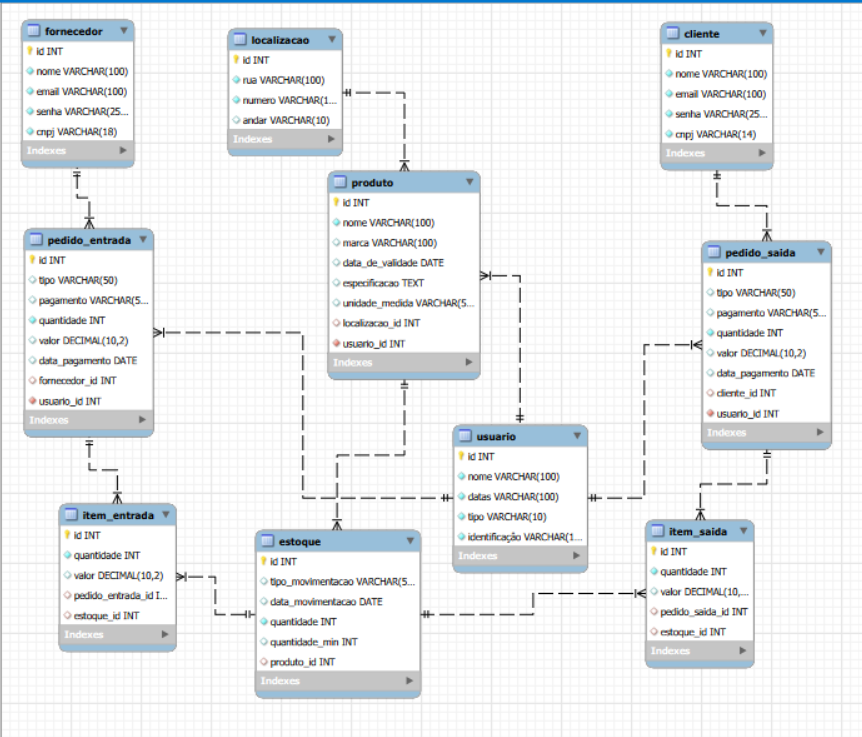 fornecedor
id INT
nome VARCHAR(100)
email VARCHAR(100)
senha VARCHAR(25...
cnpj VARCHAR(18)
Indexes
localizacao
id INT
rua VARCHAR(100)
numero VARCHAR(1...
andar VARCHAR(10)
Indexes
cliente
id INT
nome VARCHAR(100)
email VARCHAR(100)
senha VARCHAR(25...
cnpj VARCHAR(14)
Indexes
produto
id INT
nome VARCHAR(100)
marca VARCHAR(100)
data_de_validade DATE
especificacao TEXT
unidade_medida VARCHAR(5...
localizacao_id INT
usuario_id INT
Indexes
pedido_entrada
id INT
tipo VARCHAR(50)
pagamento VARCHAR(5...
quantidade INT
valor DECIMAL(10,2)
data_pagamento DATE
fornecedor_id INT
usuario_id INT
Indexes
pedido_saida
id INT
tipo VARCHAR(50)
pagamento VARCHAR(5...
quantidade INT
valor DECIMAL(10,2)
data_pagamento DATE
cliente_id INT
usuario_id INT
Indexes
usuario
id INT
nome VARCHAR(100)
datas VARCHAR(100)
tipo VARCHAR(10)
identificação VARCHAR(1...
Indexes
item_entrada
id INT
quantidade INT
valor DECIMAL(10,2)
pedido_entrada_id I...
estoque_id INT
Indexes
estoque
id INT
tipo_movimentacao VARCHAR(5...
data_movimentacao DATE
quantidade INT
quantidade_min INT
produto_id INT
Indexes
item_saida
id INT
quantidade INT
valor DECIMAL(10,...
pedido_saida_id INT
estoque_id INT
Indexes